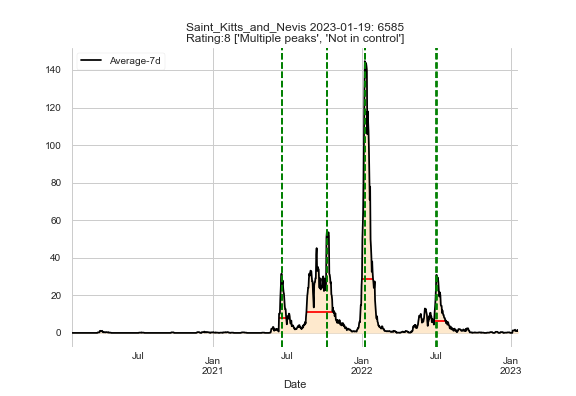 Saint_Kitts_and_Nevis 2023-01-19: 6585
Rating:8 ['Multiple peaks', 'Not in control']
Average-7d
140
120
100
80
60
40
20
0
Jul
Jan
2021
Jul
Jan
2022
Jul
Jan
2023
Date